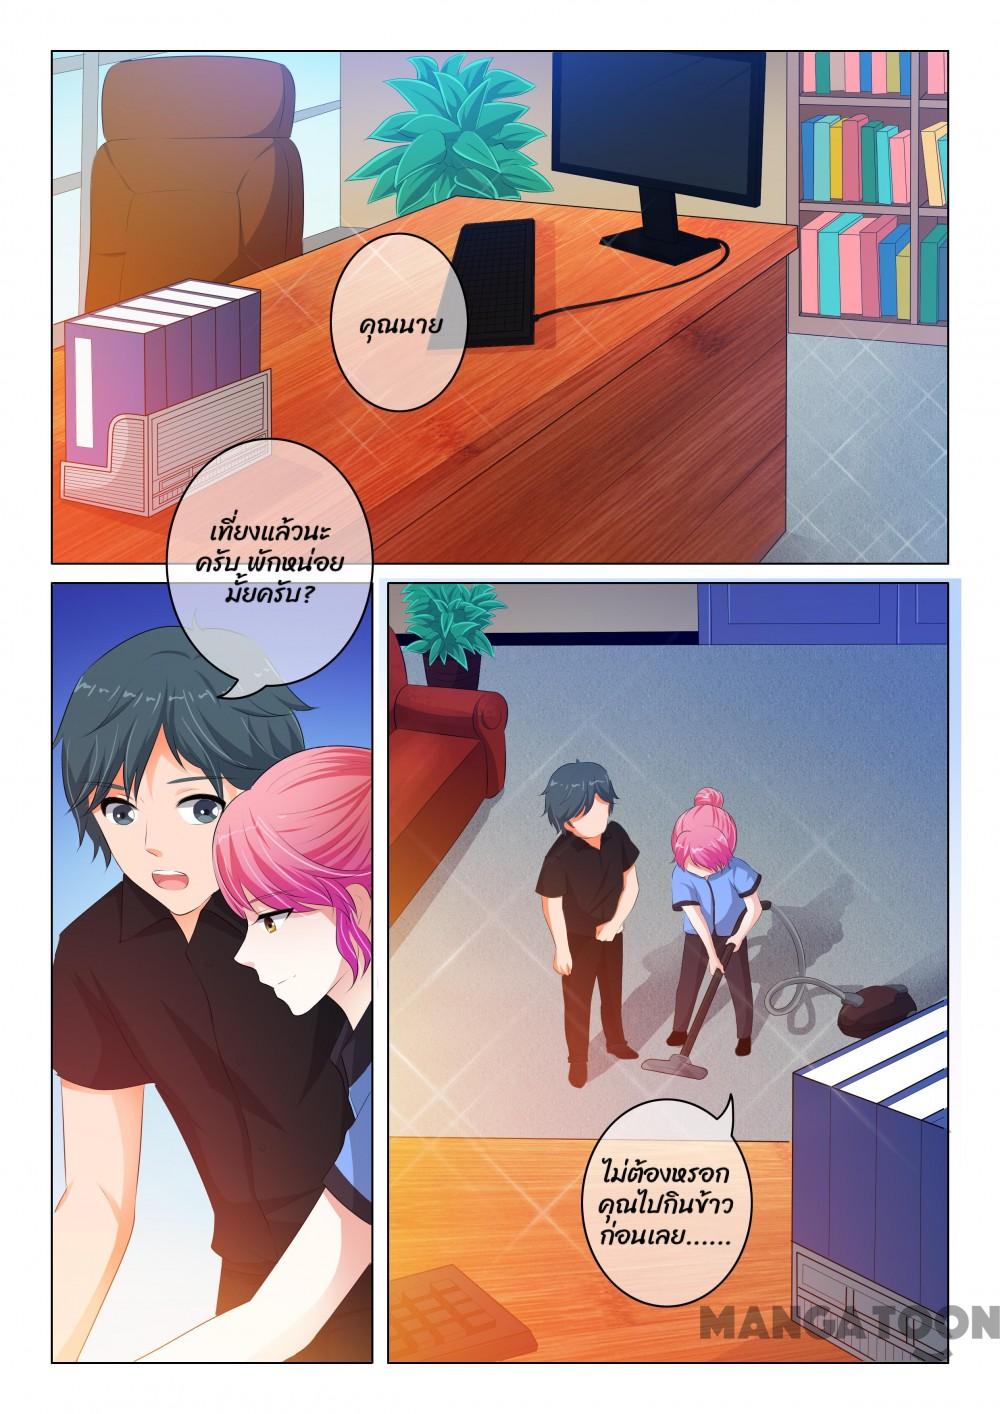 คุณนาย
เที่ยงแล้วนะ
ครับ พักหน่อย
มั้ยครับ?
ไม่ต้องหรอก
คุณไปกินข้าว
ก่อนเลย......
MANGATOON